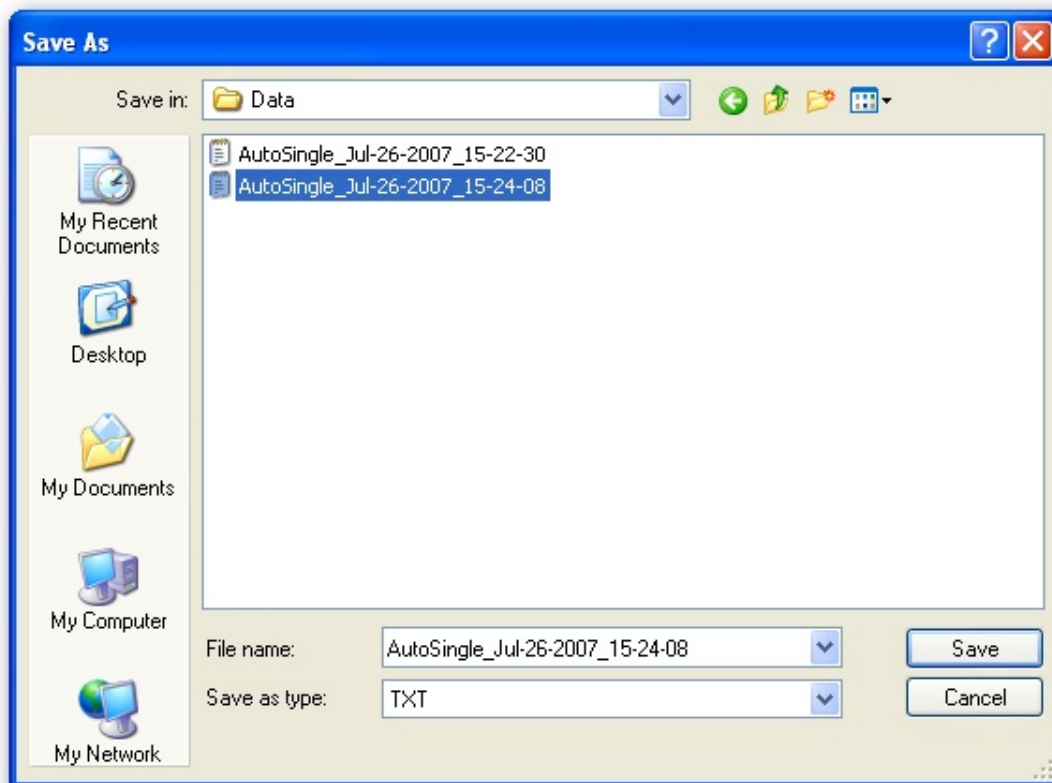 Save As
Save in:
Data
AutoSingle_Jul-26-2007_15-22-30
AutoSingle_Jul-26-2007_15-24-08
My Recent
Documents
Desktop
My Documents
My Computer
My Network
File name:
AutoSingle_Jul-26-2007_15-24-08
Save
Save as type:
TXT
Cancel